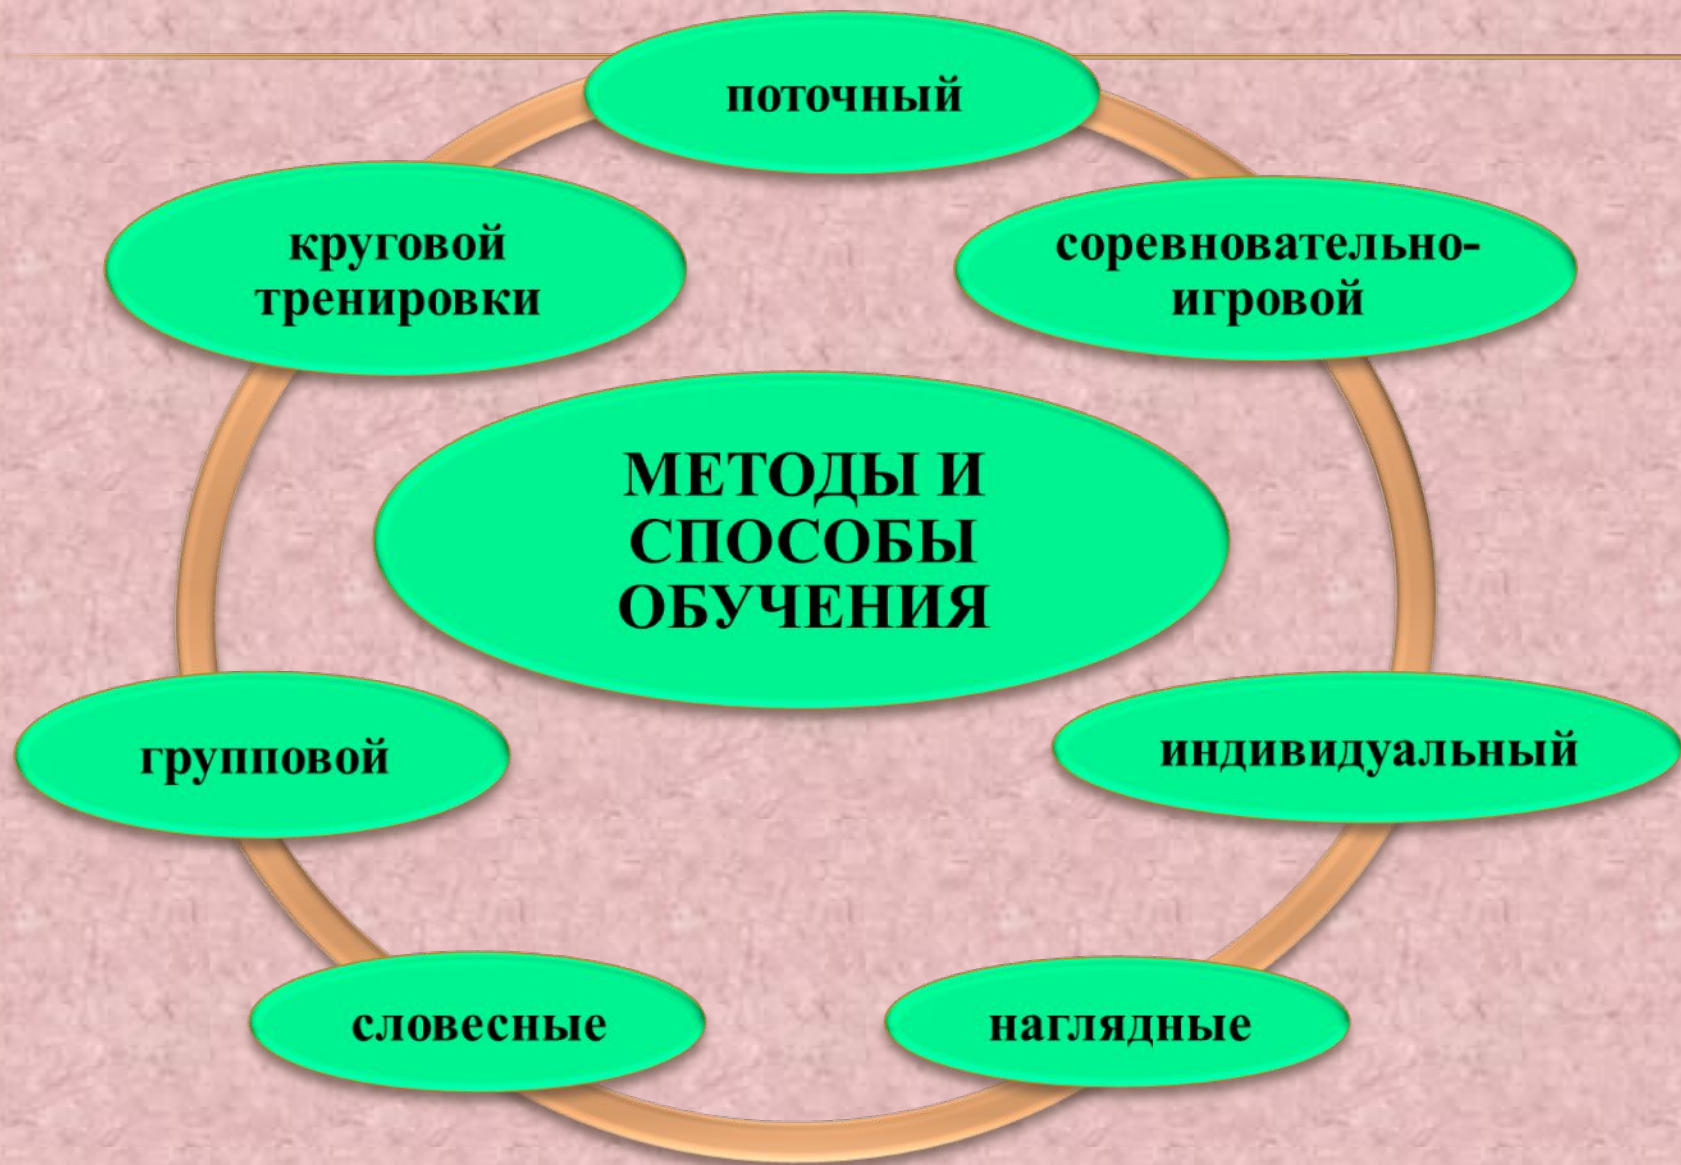 поточный
круговой
тренировки
соревновательно-
игровой
МЕТОДЫ И
СПОСОБЫ
ОБУЧЕНИЯ
групповой
индивидуальный
словесные
наглядные